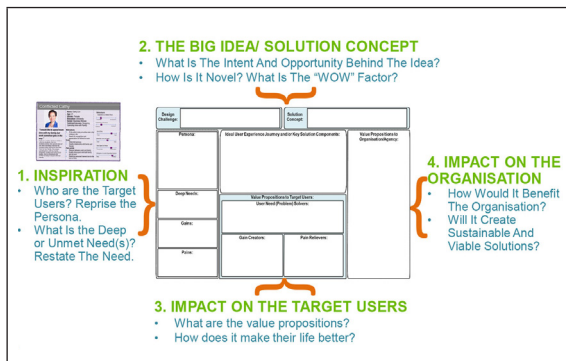 2. THE BIG IDEA/ SOLUTION CONCEPT
• What Is The Intent And Opportunity Behind The Idea?
• How Is It Novel? What Is The “WOW” Factor?
Design
Challenge:
Solution
Concept:
Persona:
Ideal User Experience Journey and/or Key Solution Components:
Value Propositions to
Organisation/Agency:
1. INSPIRATION
• Who are the Target
Users? Reprise the
Persona.
• What Is the Deep
or Unmet Need(s)?
Restate The Need.
Deep Needs:
Gains:
Pains:
Value Propositions to Target Users:
User Need (Problem) Solvers:
Gain Creators:
Pain Relievers:
4. IMPACT ON THE
ORGANISATION
• How Would It Benefit
The Organisation?
• Will It Create
Sustainable And
Viable Solutions?
3. IMPACT ON THE TARGET USERS
• What are the value propositions?
• How does it make their life better?